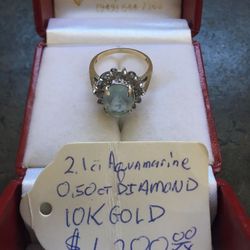 2.1ct Aquamarine
0.50ct DIAMOND
10K GOLD
$1,200.00